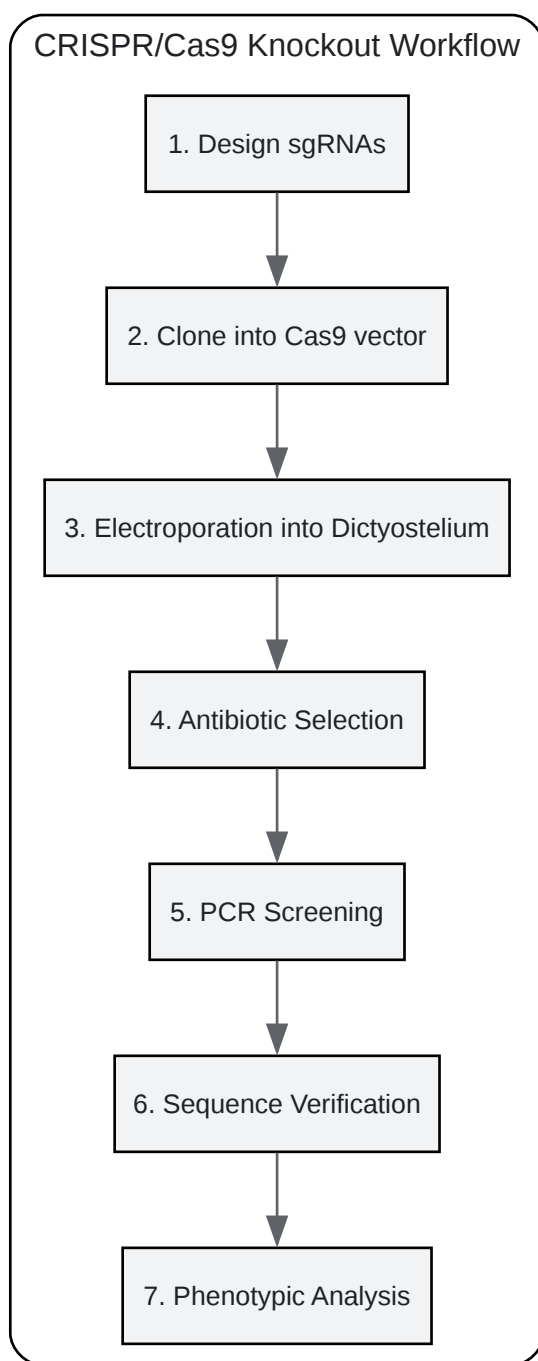 CRISPR/Cas9 Knockout Workflow
1. Design sgRNAs
2. Clone into Cas9 vector
3. Electroporation into Dictyostelium
4. Antibiotic Selection
5. PCR Screening
6. Sequence Verification
7. Phenotypic Analysis